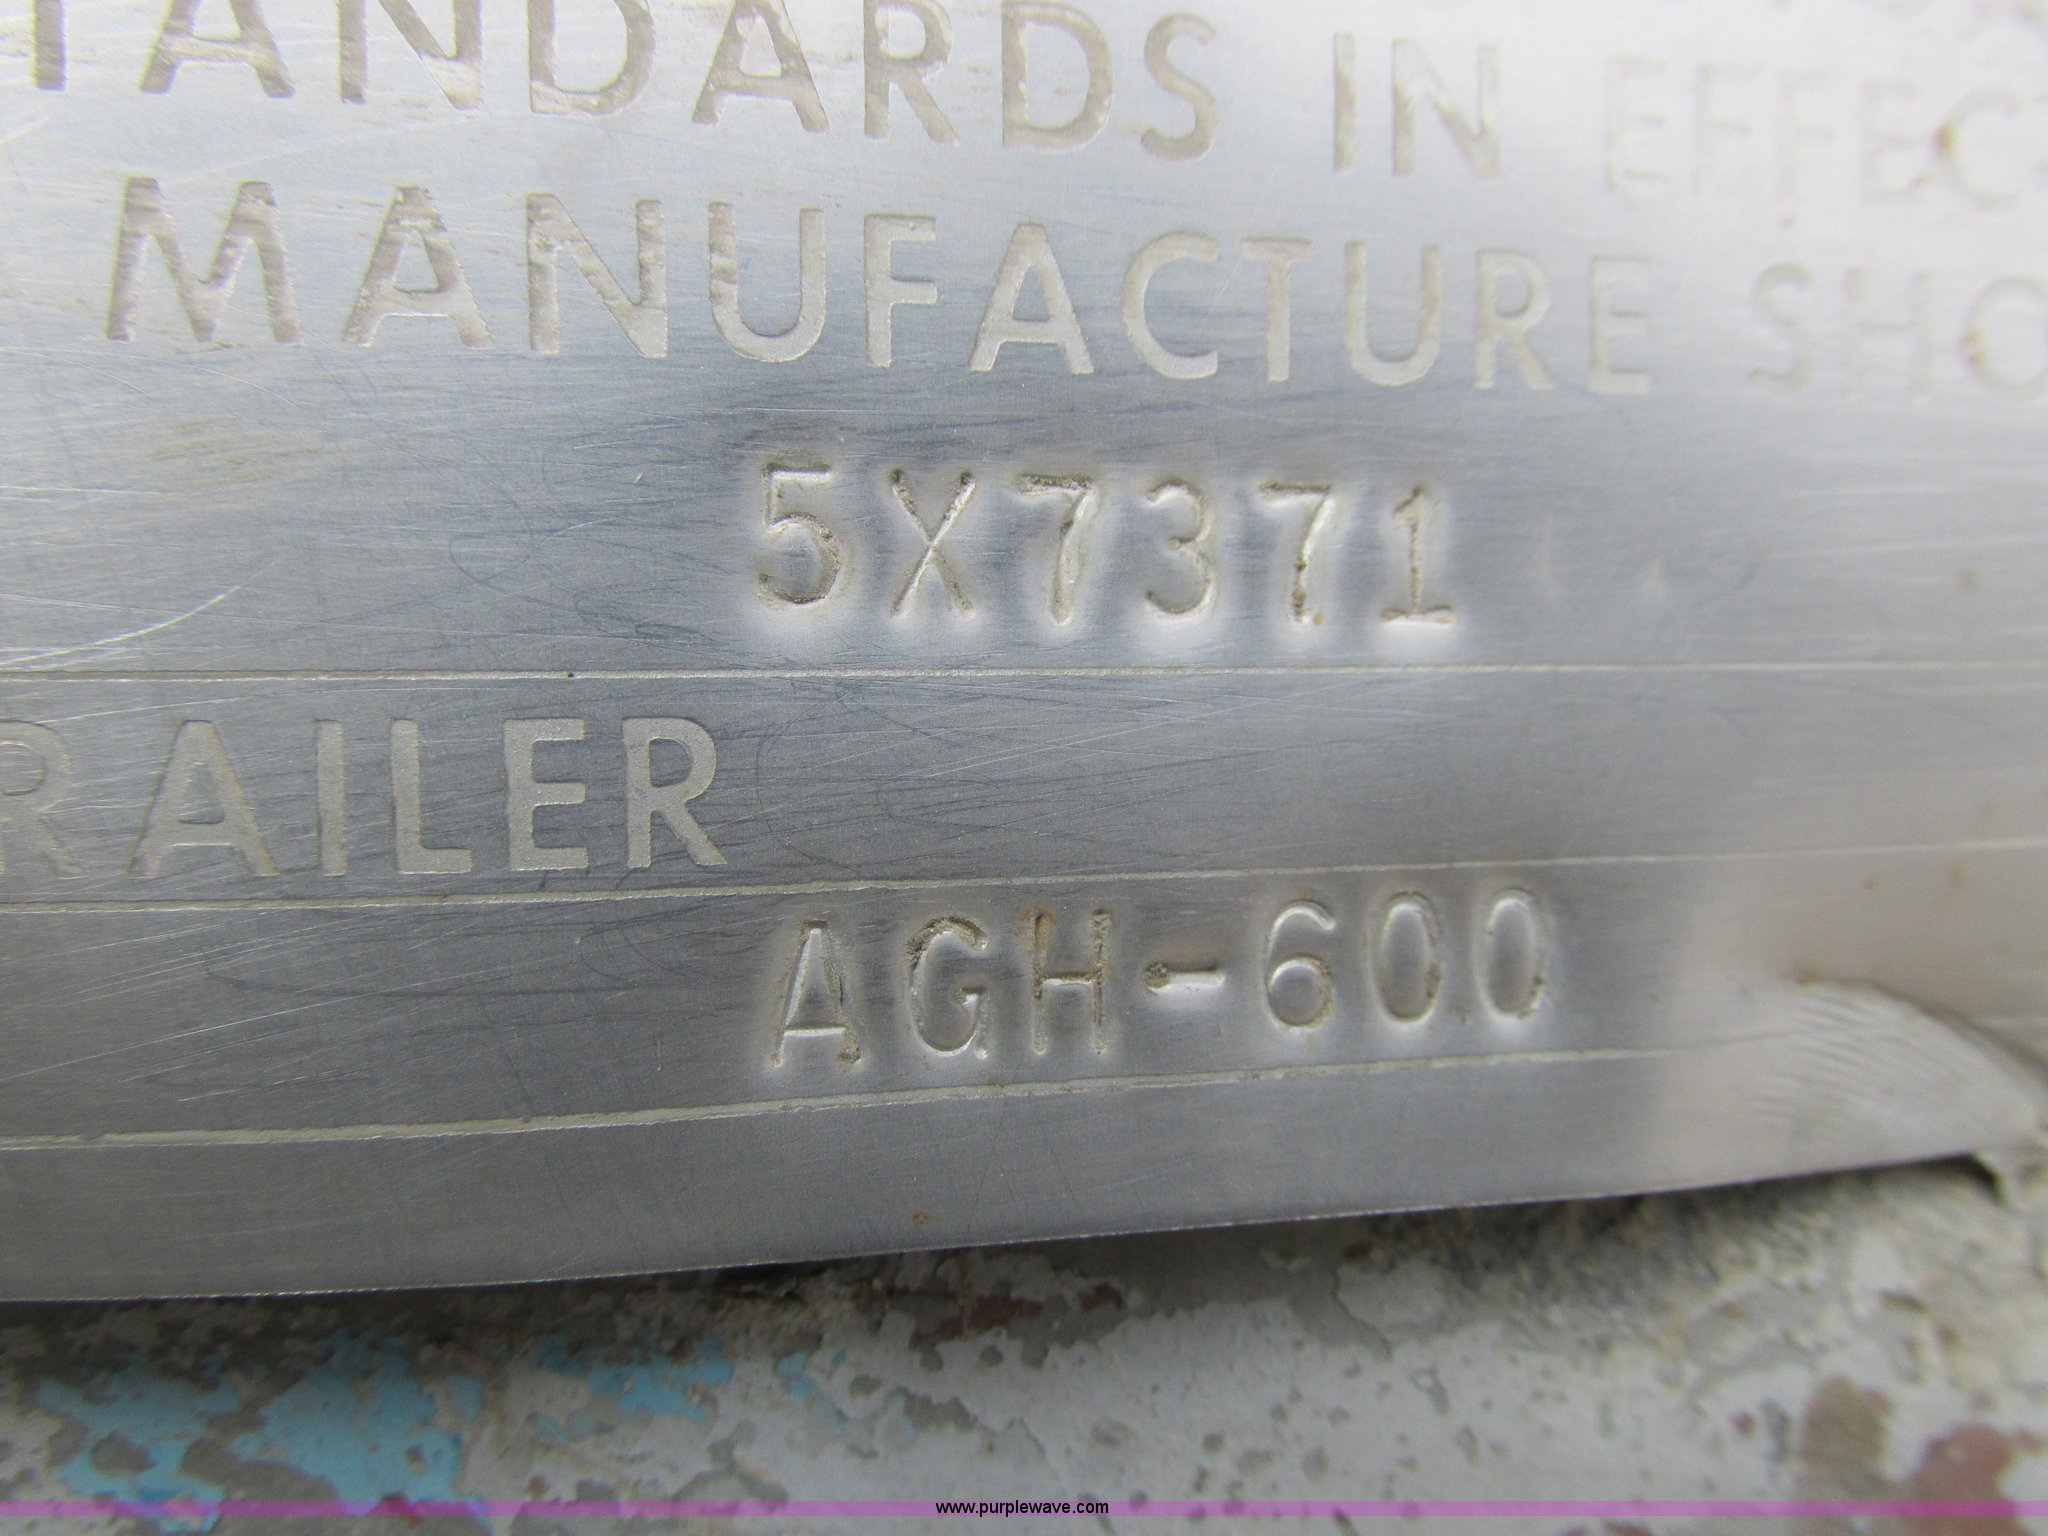 TANDARDS IN EFFEC
MANUFACTURE SHO
5X7371
RAILER
AGH-600
www.purplewave.com